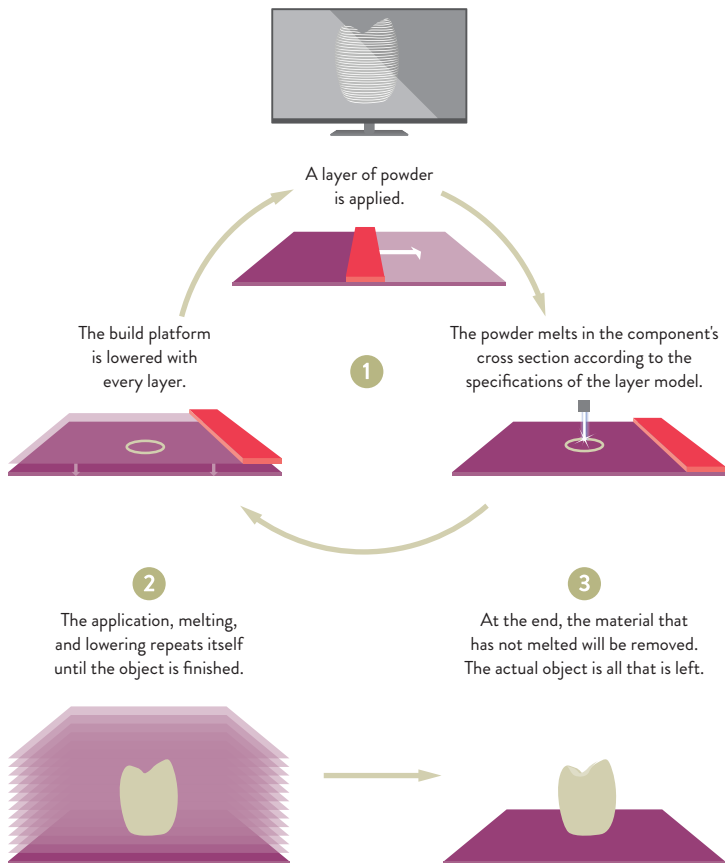 A layer of powder
is applied.
The build platform
is lowered with
every layer.
1
The powder melts in the component's
cross section according to the
specifications of the layer model.
2
The application, melting,
and lowering repeats itself
until the object is finished.
3
At the end, the material that
has not melted will be removed.
The actual object is all that is left.